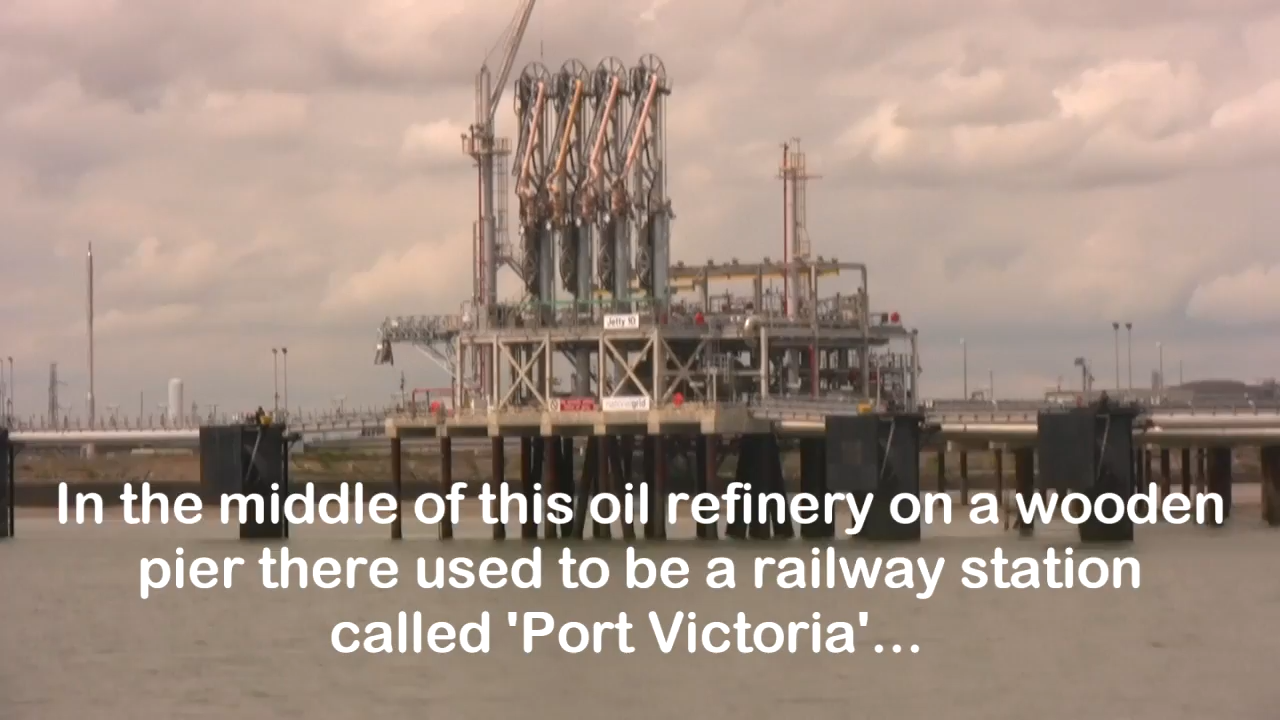 Jetty 10
nationalgrid
In the middle of this oil refinery on a wooden
pier there used to be a railway station
called 'Port Victoria'...